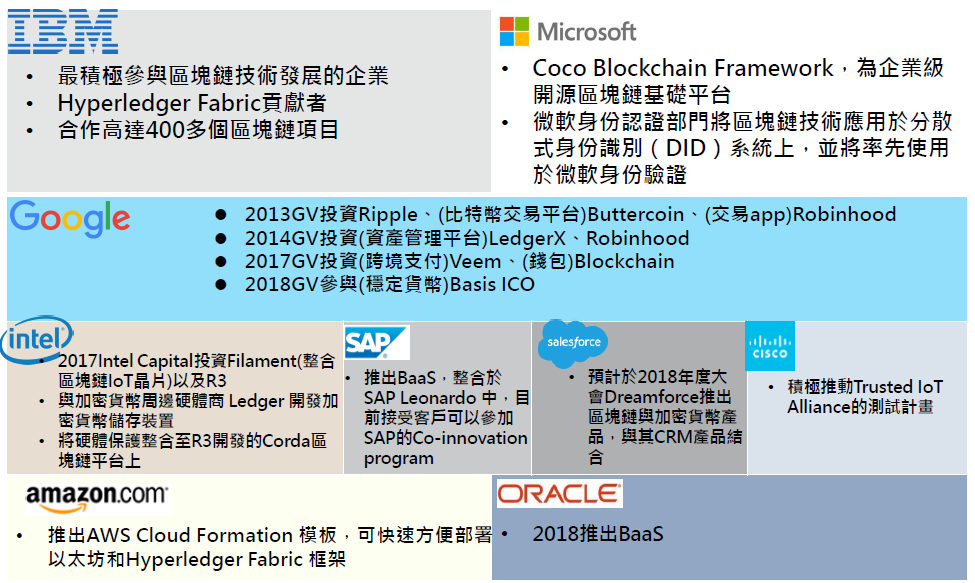 IBM
• 最積極參與區塊鏈技術發展的企業
• Hyperledger Fabric貢獻者
• 合作高達400多個區塊鏈項目
Microsoft
• Coco Blockchain Framework，為企業級
開源區塊鏈基礎平台
• 微軟身份認證部門將區塊鏈技術應用於分散
式身份識別（DID）系統上，並將率先使用
於微軟身份驗證
Google
● 2013GV投資Ripple、(比特幣交易平台)Buttercoin、(交易app)Robinhood
● 2014GV投資(資產管理平台)LedgerX、Robinhood
● 2017GV投資(跨境支付)Veem、(錢包)Blockchain
● 2018GV參與(穩定貨幣)Basis ICO
intel
• 2017Intel Capital投資Filament(整合
區塊鏈IoT晶片)以及R3
• 與加密貨幣周邊硬體商 Ledger 開發加
密貨幣儲存裝置
• 將硬體保護整合至R3開發的Corda區
塊鏈平台上
SAP
• 推出BaaS，整合於
SAP Leonardo 中，目
前接受客戶可以參加
SAP的Co-innovation
program
salesforce
• 預計於2018年度大
會Dreamforce推出
區塊鏈與加密貨幣產
品，與其CRM產品結
合
CISCO
• 積極推動Trusted IoT
Alliance的測試計畫
amazon.com
• 推出AWS Cloud Formation 模板，可快速方便部署
以太坊和Hyperledger Fabric 框架
ORACLE
• 2018推出BaaS